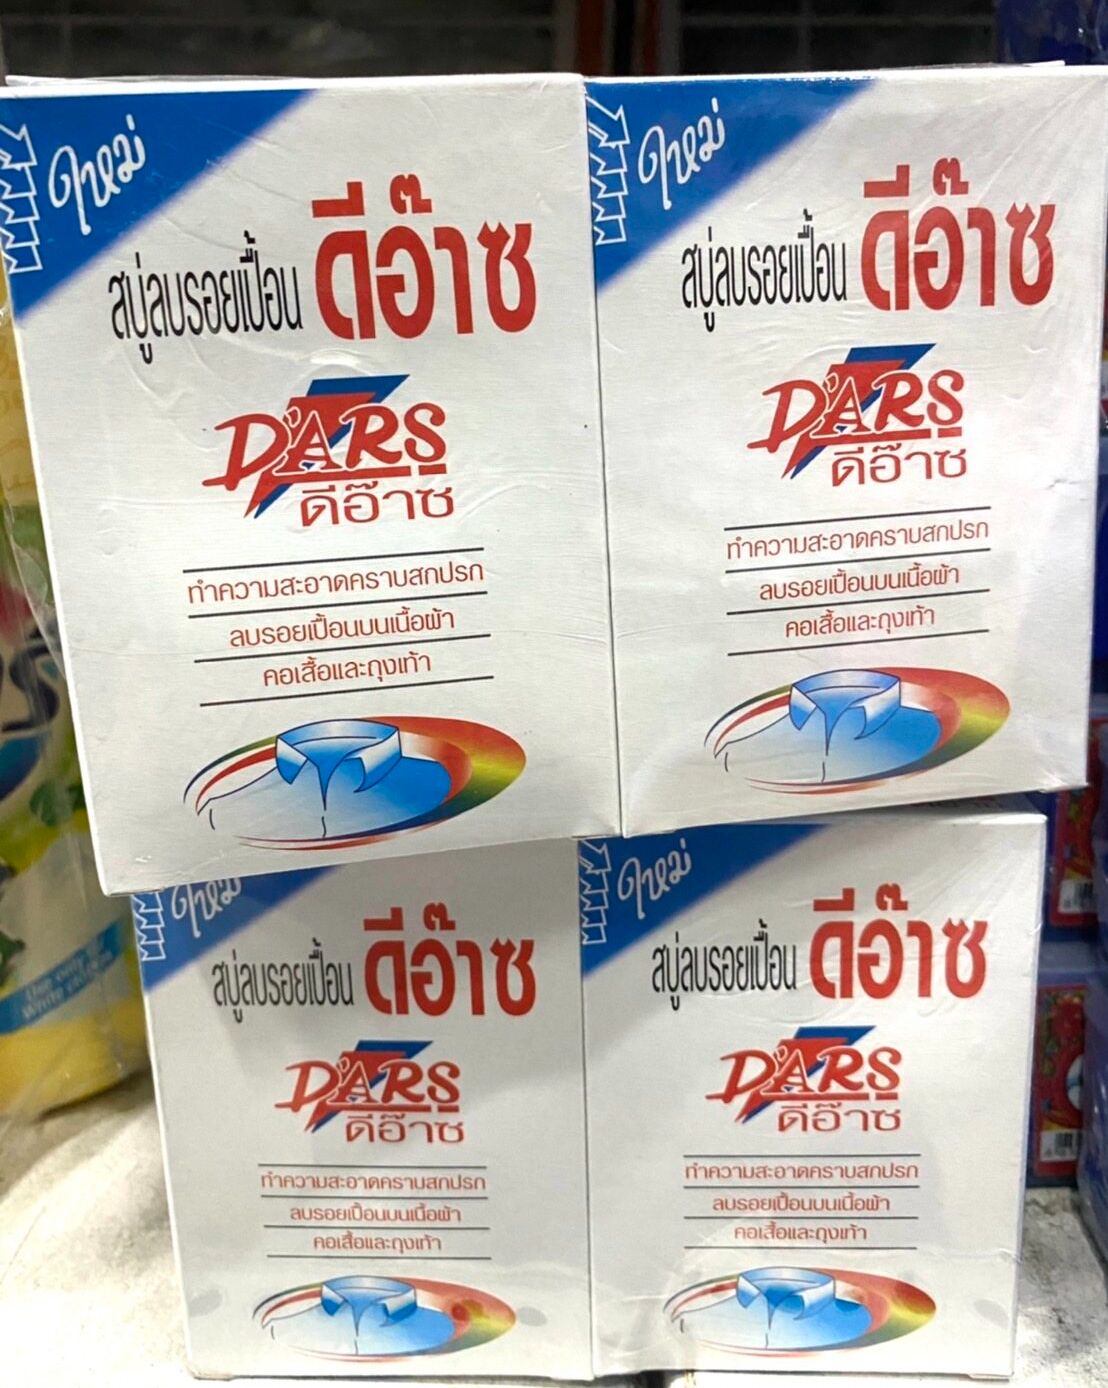 ใหม่
สบู่ลบรอยเปื้อน ดีอ๊าซ
D'ARS
ดีอ๊าซ
ทำความสะอาดคราบสกปรก
ลบรอยเปื้อนบนเนื้อผ้า
คอเสื้อและถุงเท้า
ใหม่
สบู่ลบรอยเปื้อน ดีอ๊าซ
D'ARS
ดีอ๊าซ
ทำความสะอาดคราบสกปรก
ลบรอยเปื้อนบนเนื้อผ้า
คอเสื้อและถุงเท้า
ใหม่
สบู่ลบรอยเปื้อน ดีอ๊าซ
D'ARS
ดีอ๊าซ
ทำความสะอาดคราบสกปรก
ลบรอยเปื้อนบนเนื้อผ้า
คอเสื้อและถุงเท้า
ใหม่
สบู่ลบรอยเปื้อน ดีอ๊าซ
D'ARS
ดีอ๊าซ
ทำความสะอาดคราบสกปรก
ลบรอยเปื้อนบนเนื้อผ้า
คอเสื้อและถุงเท้า